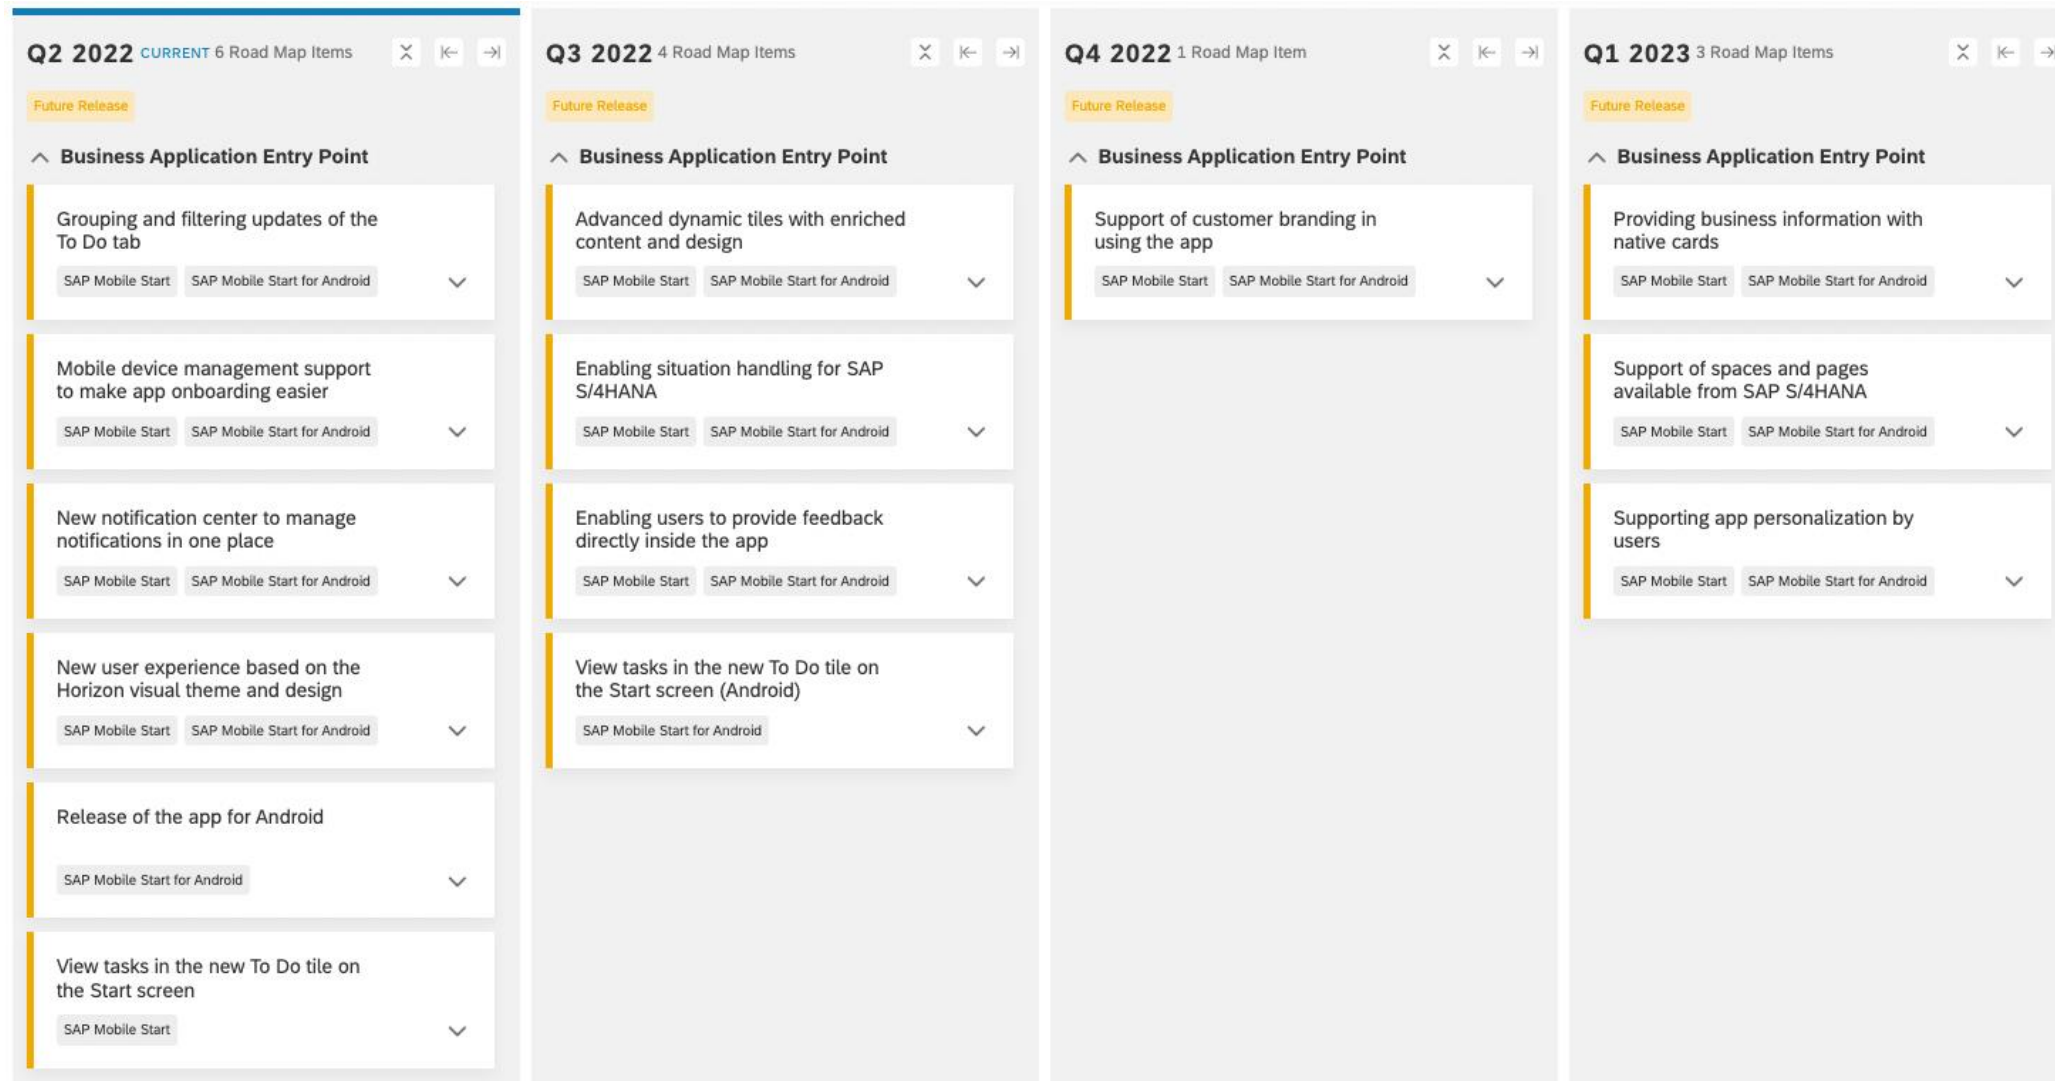 Q2 2022 CURRENT 6 Road Map Items
Future Release
Business Application Entry Point
Grouping and filtering updates of the
To Do tab
SAP Mobile Start SAP Mobile Start for Android
Mobile device management support
to make app onboarding easier
SAP Mobile Start SAP Mobile Start for Android
New notification center to manage
notifications in one place
SAP Mobile Start SAP Mobile Start for Android
New user experience based on the
Horizon visual theme and design
SAP Mobile Start SAP Mobile Start for Android
Release of the app for Android
SAP Mobile Start for Android
View tasks in the new To Do tile on
the Start screen
SAP Mobile Start
Q3 2022 4 Road Map Items
Future Release
Business Application Entry Point
Advanced dynamic tiles with enriched
content and design
SAP Mobile Start SAP Mobile Start for Android
Enabling situation handling for SAP
S/4HANA
SAP Mobile Start SAP Mobile Start for Android
Enabling users to provide feedback
directly inside the app
SAP Mobile Start SAP Mobile Start for Android
View tasks in the new To Do tile on
the Start screen (Android)
SAP Mobile Start for Android
Q4 2022 1 Road Map Item
Future Release
Business Application Entry Point
Support of customer branding in
using the app
SAP Mobile Start SAP Mobile Start for Android
Q1 2023 3 Road Map Items
Future Release
Business Application Entry Point
Providing business information with
native cards
SAP Mobile Start SAP Mobile Start for Android
Support of spaces and pages
available from SAP S/4HANA
SAP Mobile Start SAP Mobile Start for Android
Supporting app personalization by
users
SAP Mobile Start SAP Mobile Start for Android